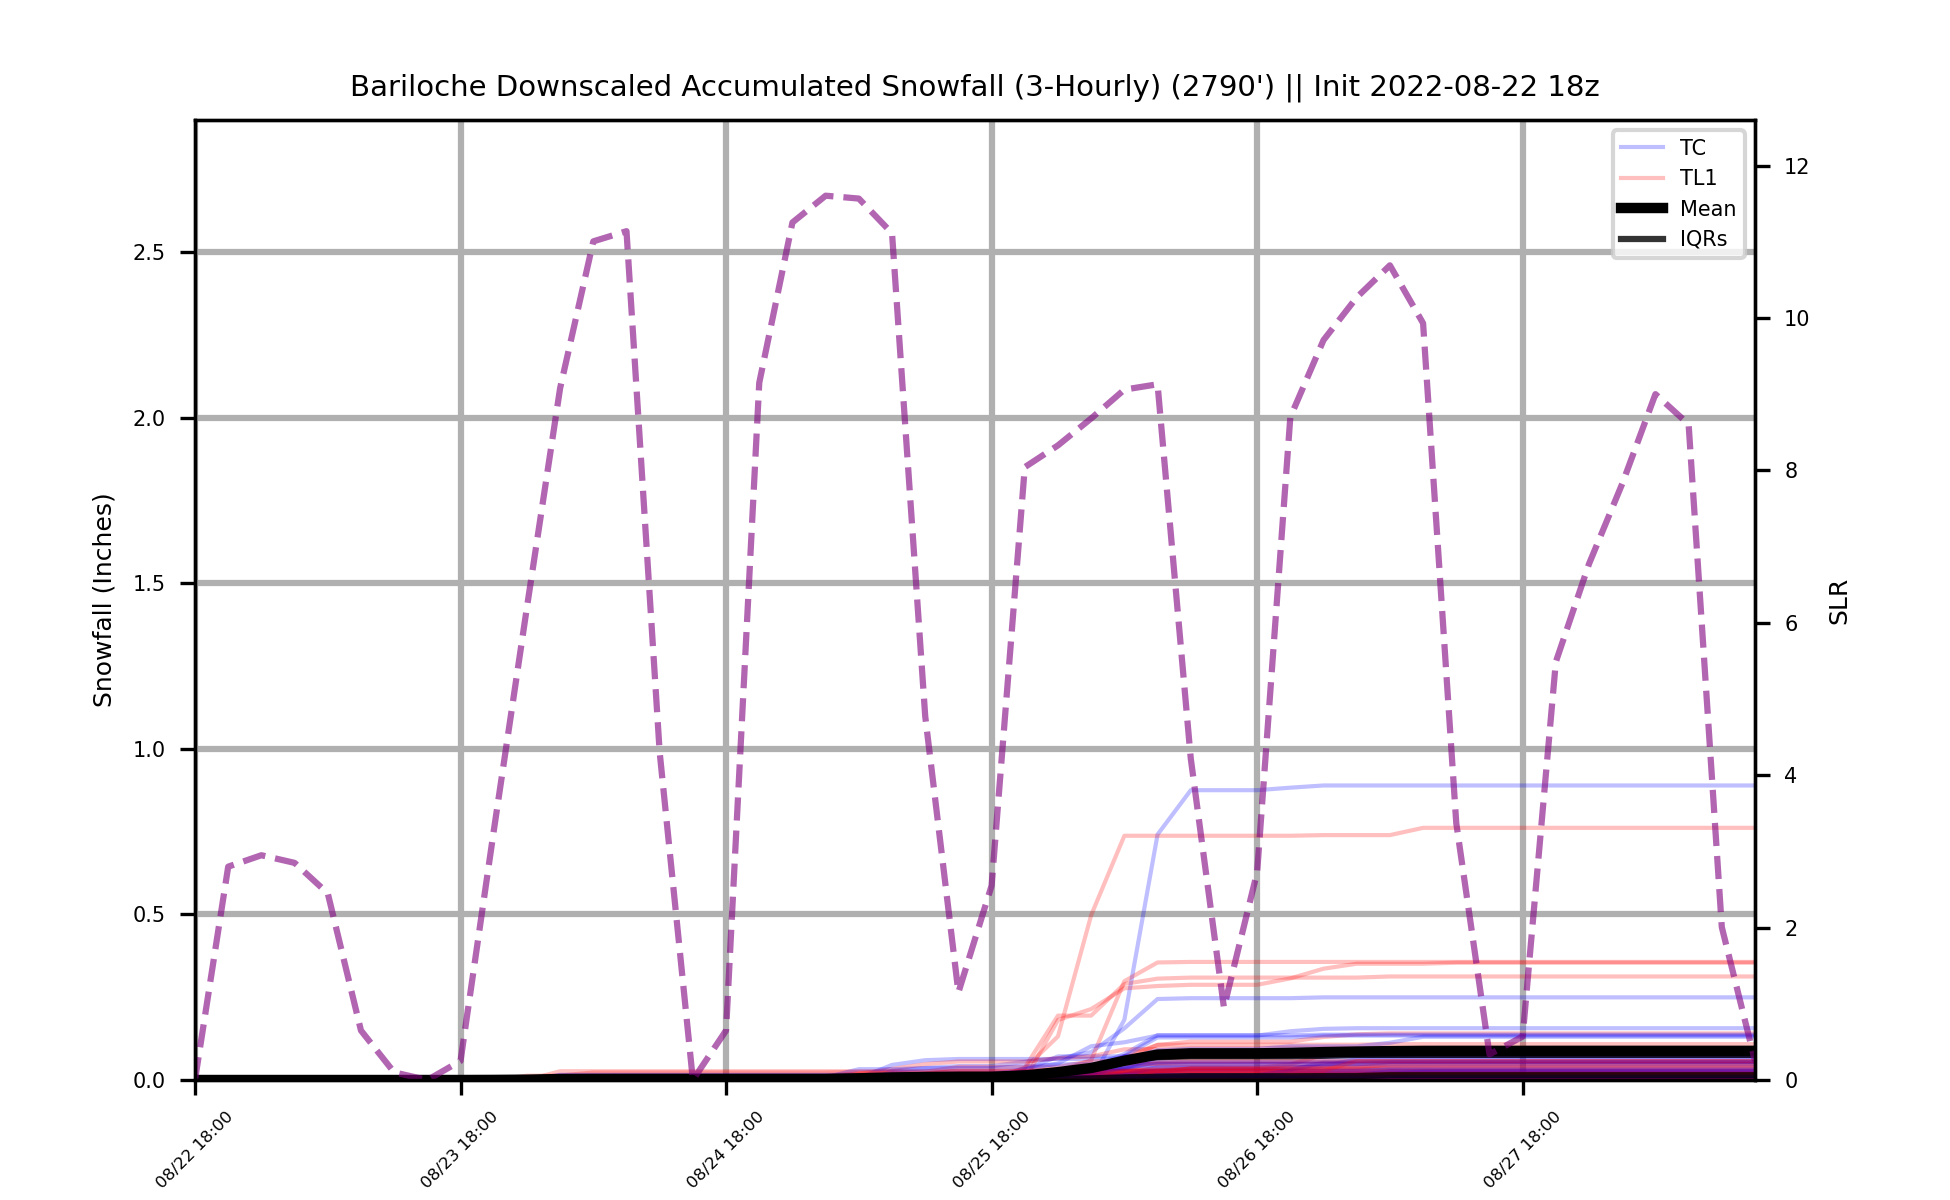 Bariloche Downscaled Accumulated Snowfall (3-Hourly) (2790') || Init 2022-08-22 18z
TC
TL1
Mean
IQRs
Snowfall (Inches)
2.5
2.0
1.5
1.0
0.5
0.0
12
10
8
6
4
2
0
SLR
08/22 18:00
08/23 18:00
08/24 18:00
08/25 18:00
08/26 18:00
08/27 18:00